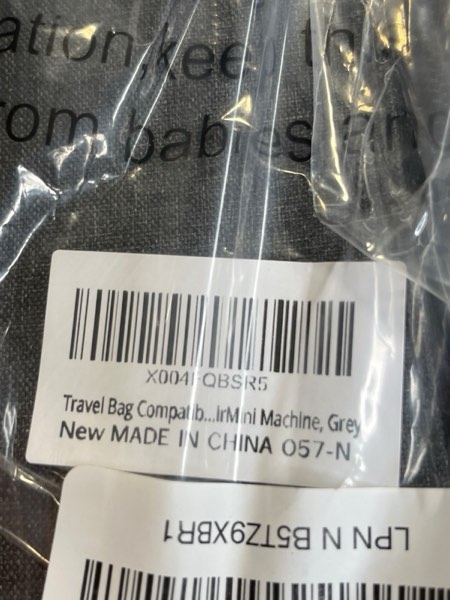 ation,kee th
rom babies an
X004FQBSR5
Travel Bag Compatib...irMini Machine, Grey
New MADE IN CHINA 057-N
LPN N B5TZ9XBR1